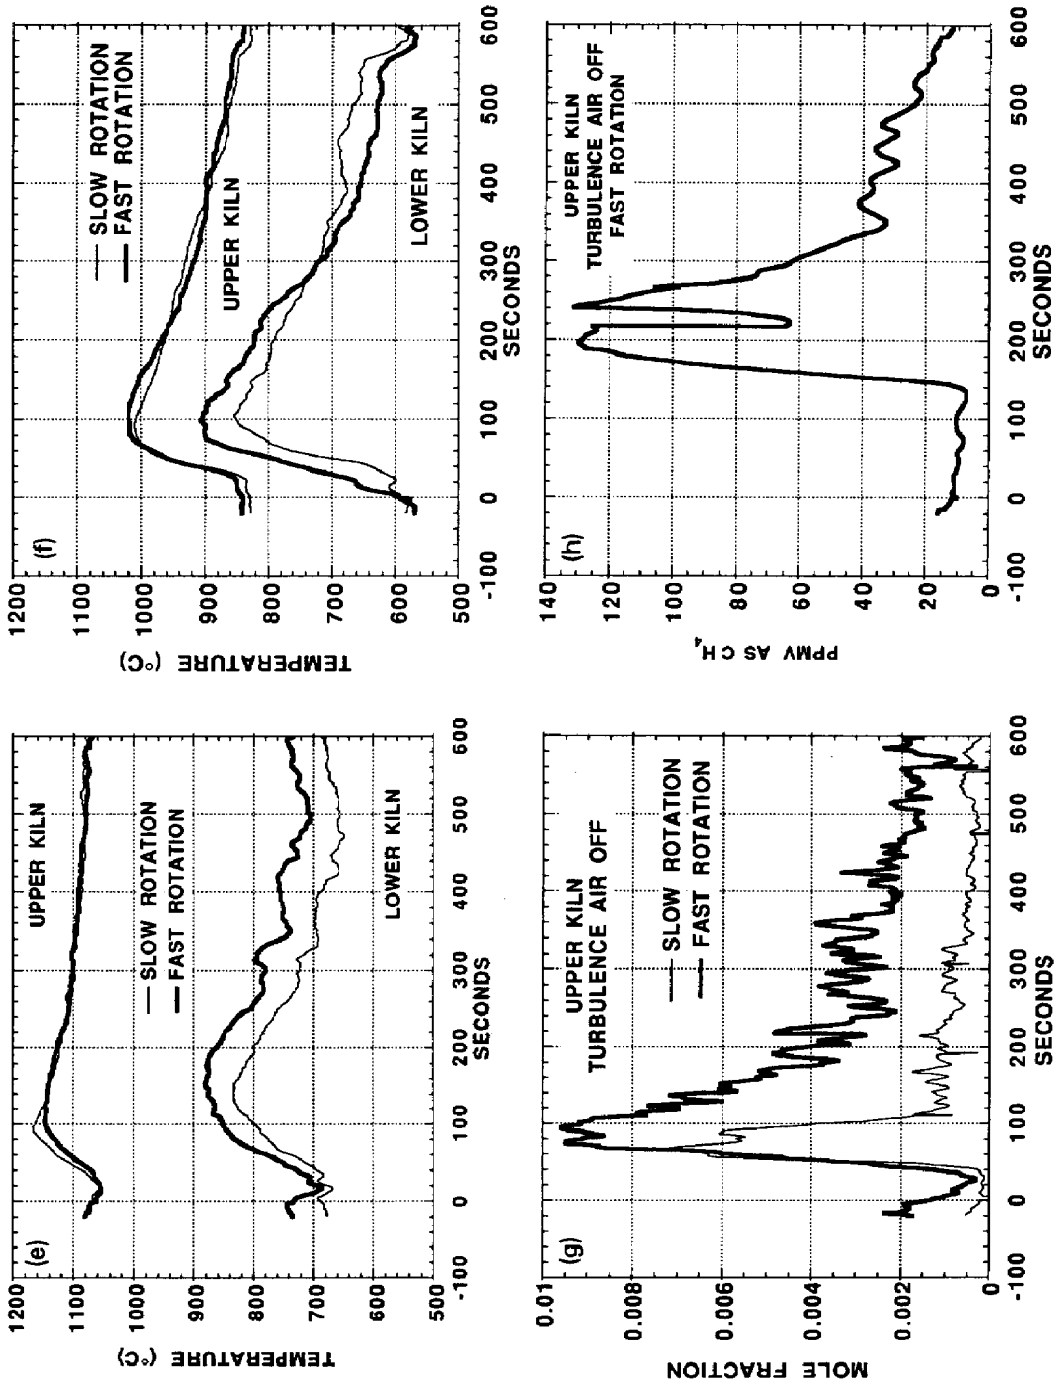 (e)
1200
1100
1000
900
800
700
600
500
TEMPERATURE (°C)
UPPER KILN
SLOW ROTATION
FAST ROTATION
LOWER KILN
-100 0 100 200 300 400 500 600
SECONDS
(f)
1200
1100
1000
900
800
700
600
500
TEMPERATURE (°C)
SLOW ROTATION
FAST ROTATION
UPPER KILN
LOWER KILN
-100 0 100 200 300 400 500 600
SECONDS
(g)
0.01
0.008
0.006
0.004
0.002
0
MOLE FRACTION
UPPER KILN
TURBULENCE AIR OFF
SLOW ROTATION
FAST ROTATION
-100 0 100 200 300 400 500 600
SECONDS
(h)
140
120
100
80
60
40
20
0
PPMV AS CH₄
UPPER KILN
TURBULENCE AIR OFF
FAST ROTATION
-100 0 100 200 300 400 500 600
SECONDS